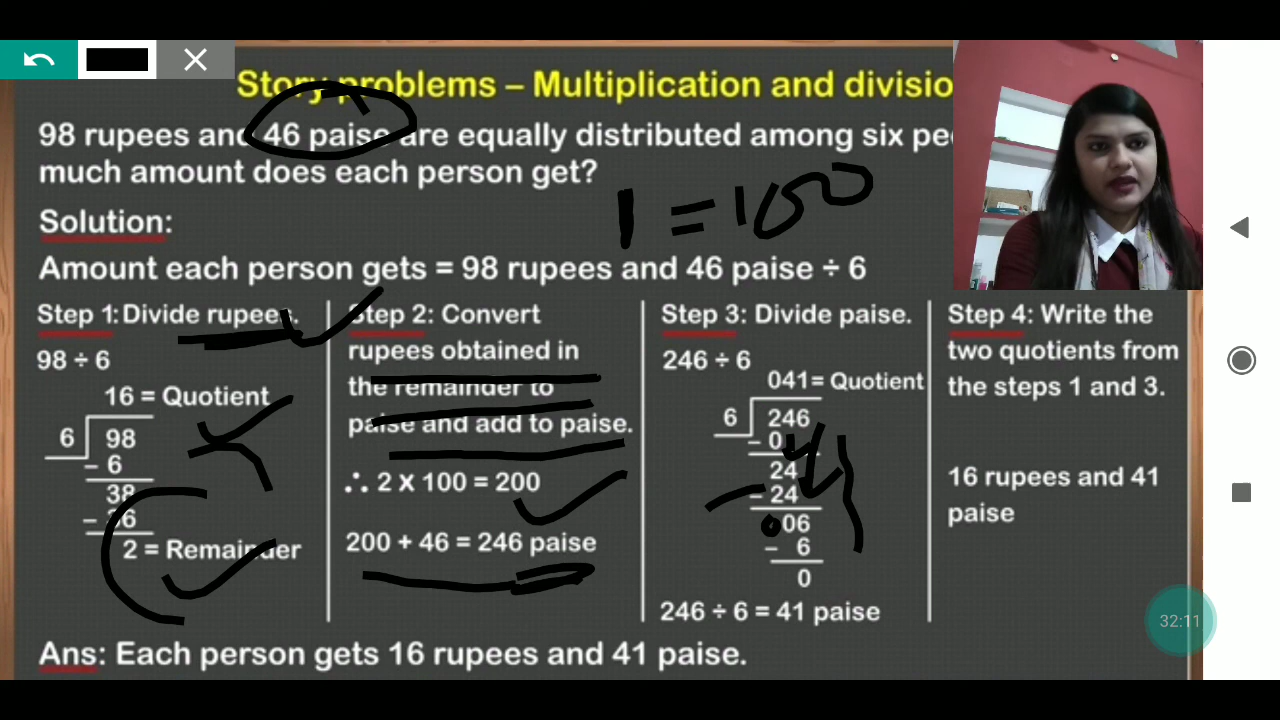 Story problems – Multiplication and divisio
98 rupees and 46 paise are equally distributed among six pe
much amount does each person get?
1 = 100
Solution:
Amount each person gets = 98 rupees and 46 paise ÷ 6
Step 1: Divide rupees.
98 ÷ 6
16 = Quotient
6 98
– 6
38
– 36
2 = Remainder
Step 2: Convert
rupees obtained in
the remainder to
paise and add to paise.
∴ 2 x 100 = 200
200 + 46 = 246 paise
Step 3: Divide paise.
246 ÷ 6
041 = Quotient
6 246
– 0
24
– 24
006
– 6
0
41
246 ÷ 6 = 41 paise
Step 4: Write the
two quotients from
the steps 1 and 3.
16 rupees and 41
paise
Ans: Each person gets 16 rupees and 41 paise.
32:11